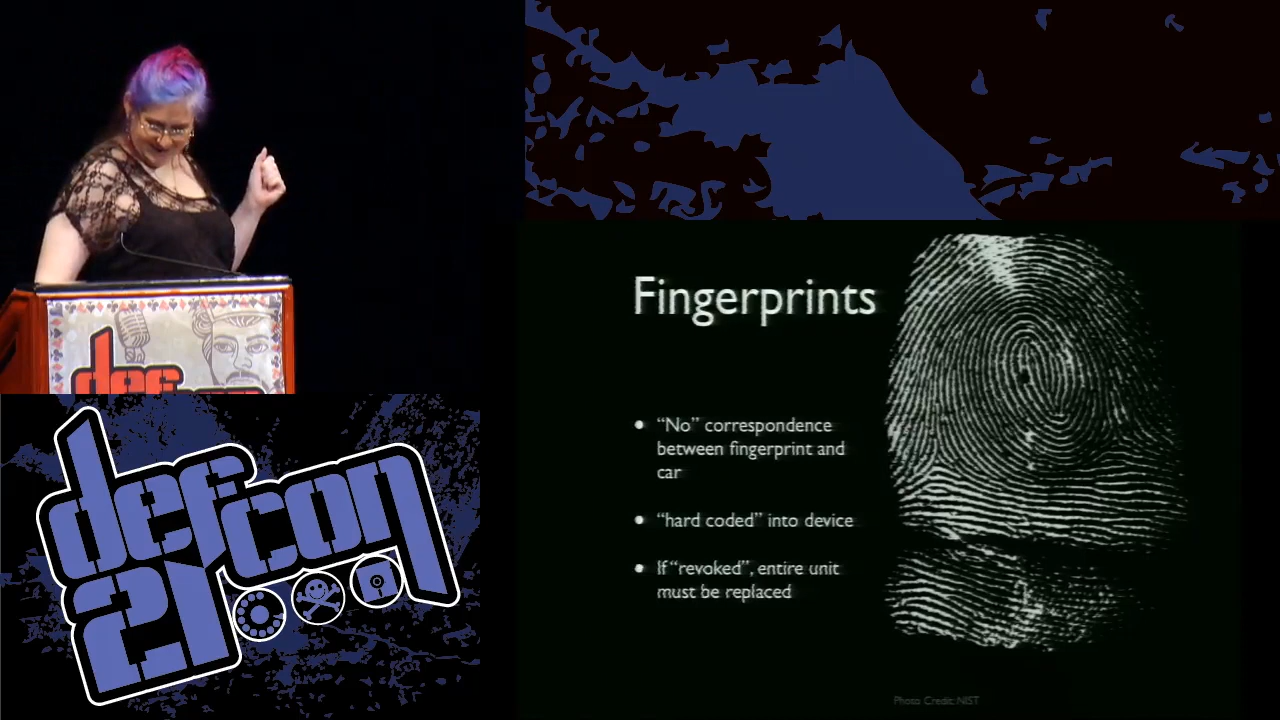 def
con
Fingerprints
“No” correspondence
between fingerprint and
car
“hard coded” into device
If “revoked”, entire unit
must be replaced
Photo Credit:NIST
defcon
21